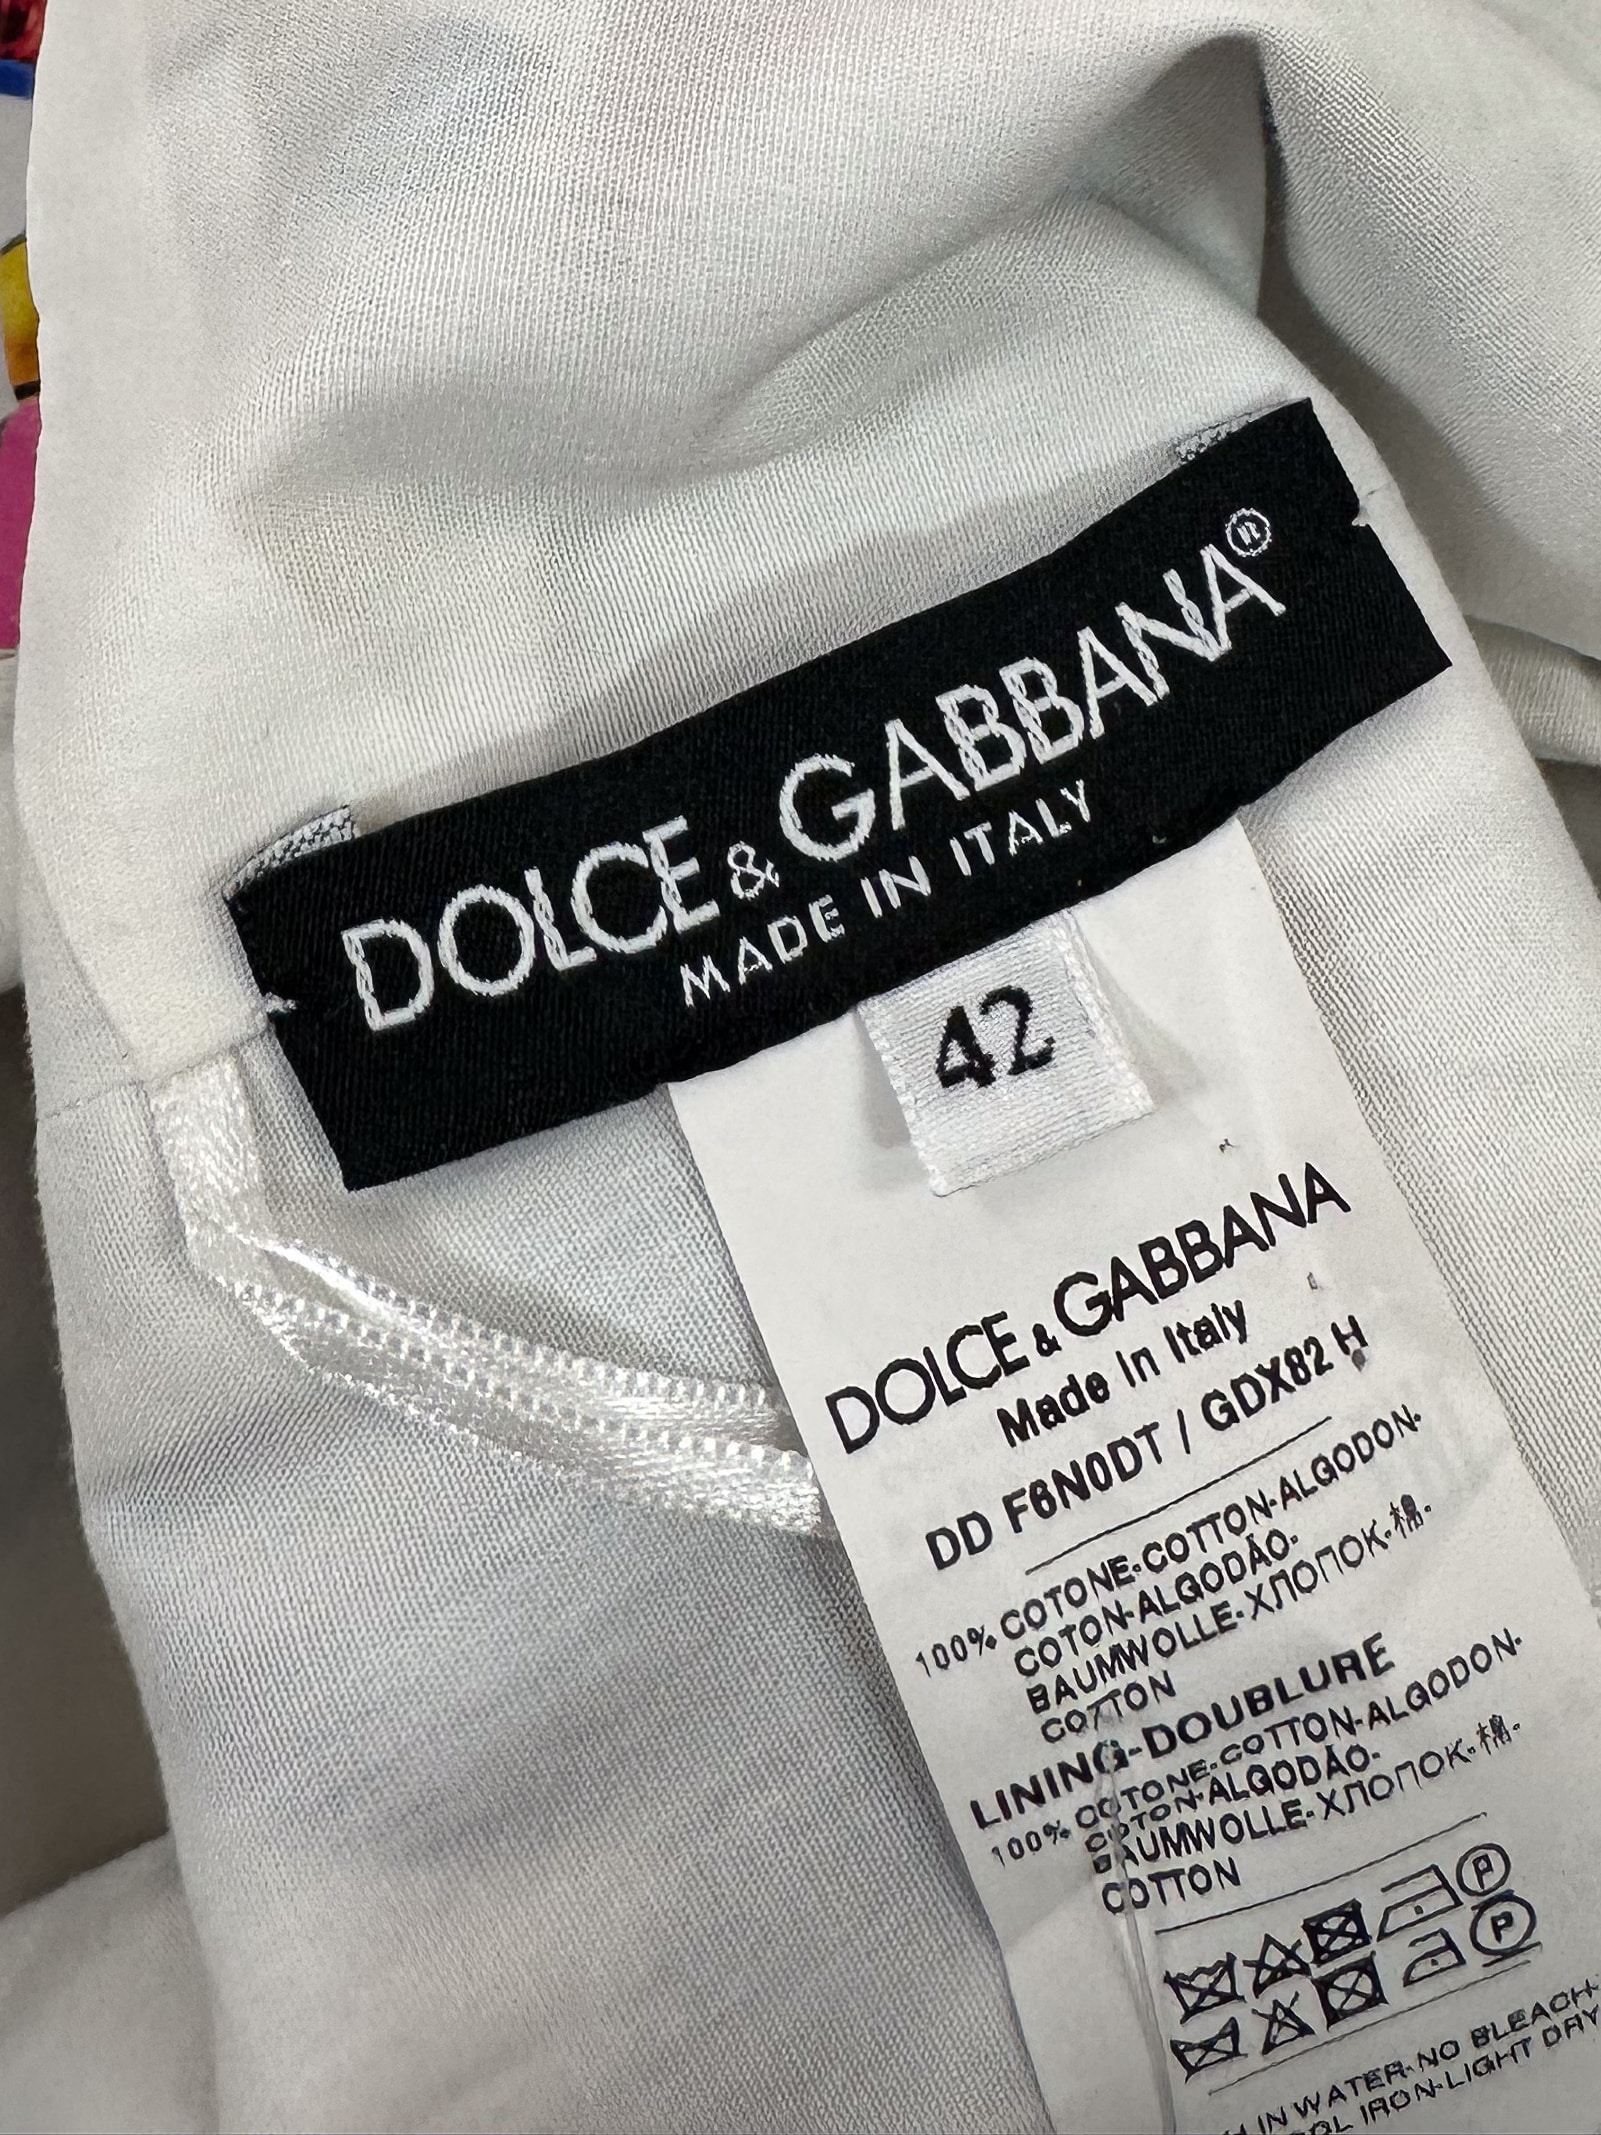 DOLCE & GABBANA®
MADE IN ITALY
42
DOLCE & GABBANA
Made in Italy
DD F6N0DT / GDX82 H
100% COTONE-COTTON-ALGODON-
COTON-ALGODÃO-
BAUMWOLLE-ХЛОПОК-棉-
COTTON
LINING-DOUBLURE
100% COTONE-COTTON-ALGODON-
COTON-ALGODÃO-
BAUMWOLLE-ХЛОПОК-棉-
COTTON
P
P
IN WATER-NO BLEACH-
IRON-LIGHT DRY